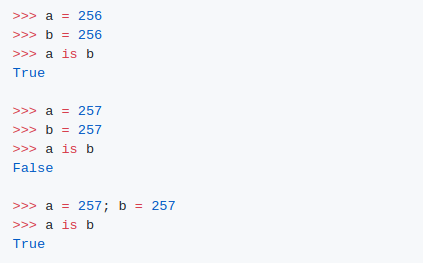 >>> a = 256
>>> b = 256
>>> a is b
True
>>> a = 257
>>> b = 257
>>> a is b
False
>>> a = 257; b = 257
>>> a is b
True